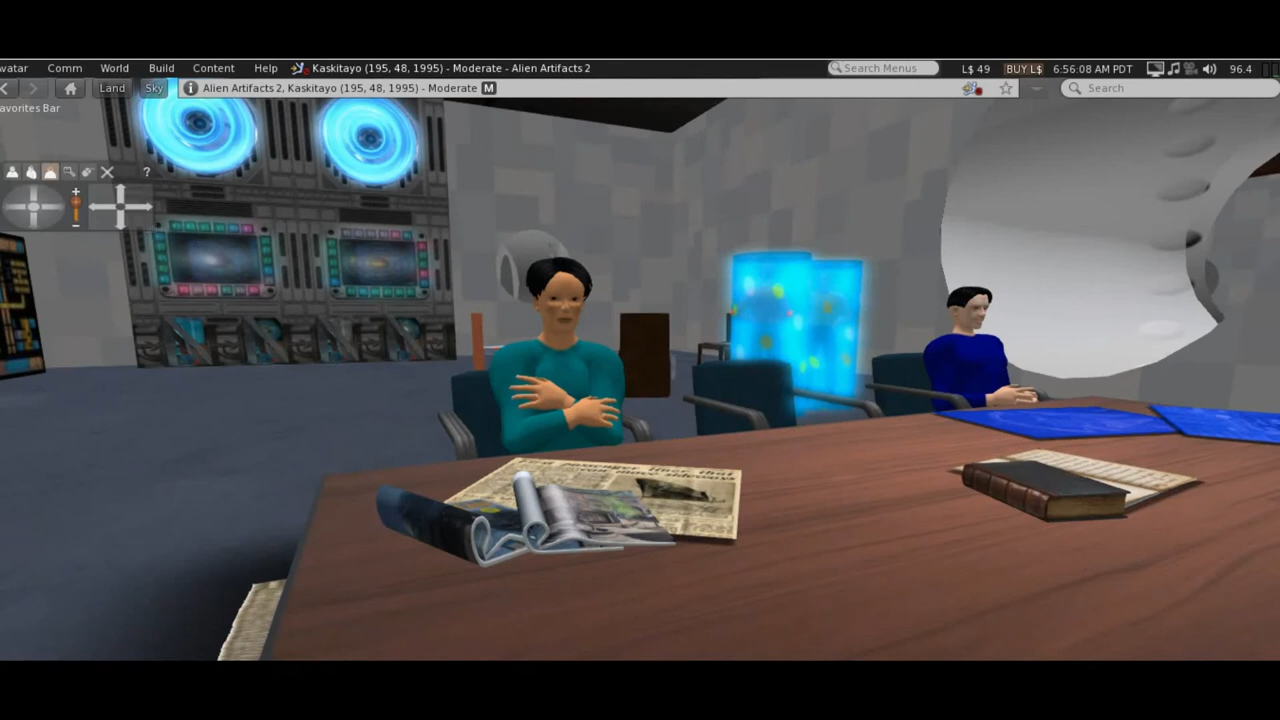 vatar Comm World Build Content Help Kaskitayo (195, 48, 1995) - Moderate - Alien Artifacts 2 Search Menus L$ 49 BUY L$ 6:56:08 AM PDT 96.4
Land Sky Alien Artifacts 2, Kaskitayo (195, 48, 1995) - Moderate M Search
avorites Bar
?